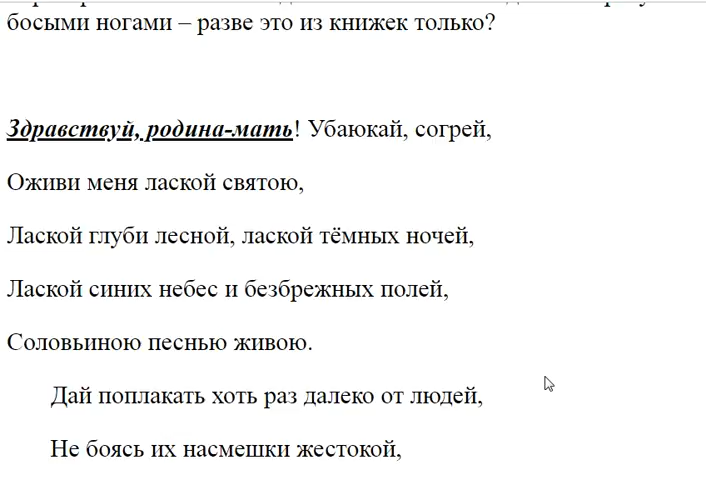 босыми ногами – разве это из книжек только?
Здравствуй, родина-мать! Убаюкай, согрей,
Оживи меня лаской святою,
Лаской глуби лесной, лаской тёмных ночей,
Лаской синих небес и безбрежных полей,
Соловьиною песнью живою.
Дай поплакать хоть раз далеко от людей,
Не боясь их насмешки жестокой,